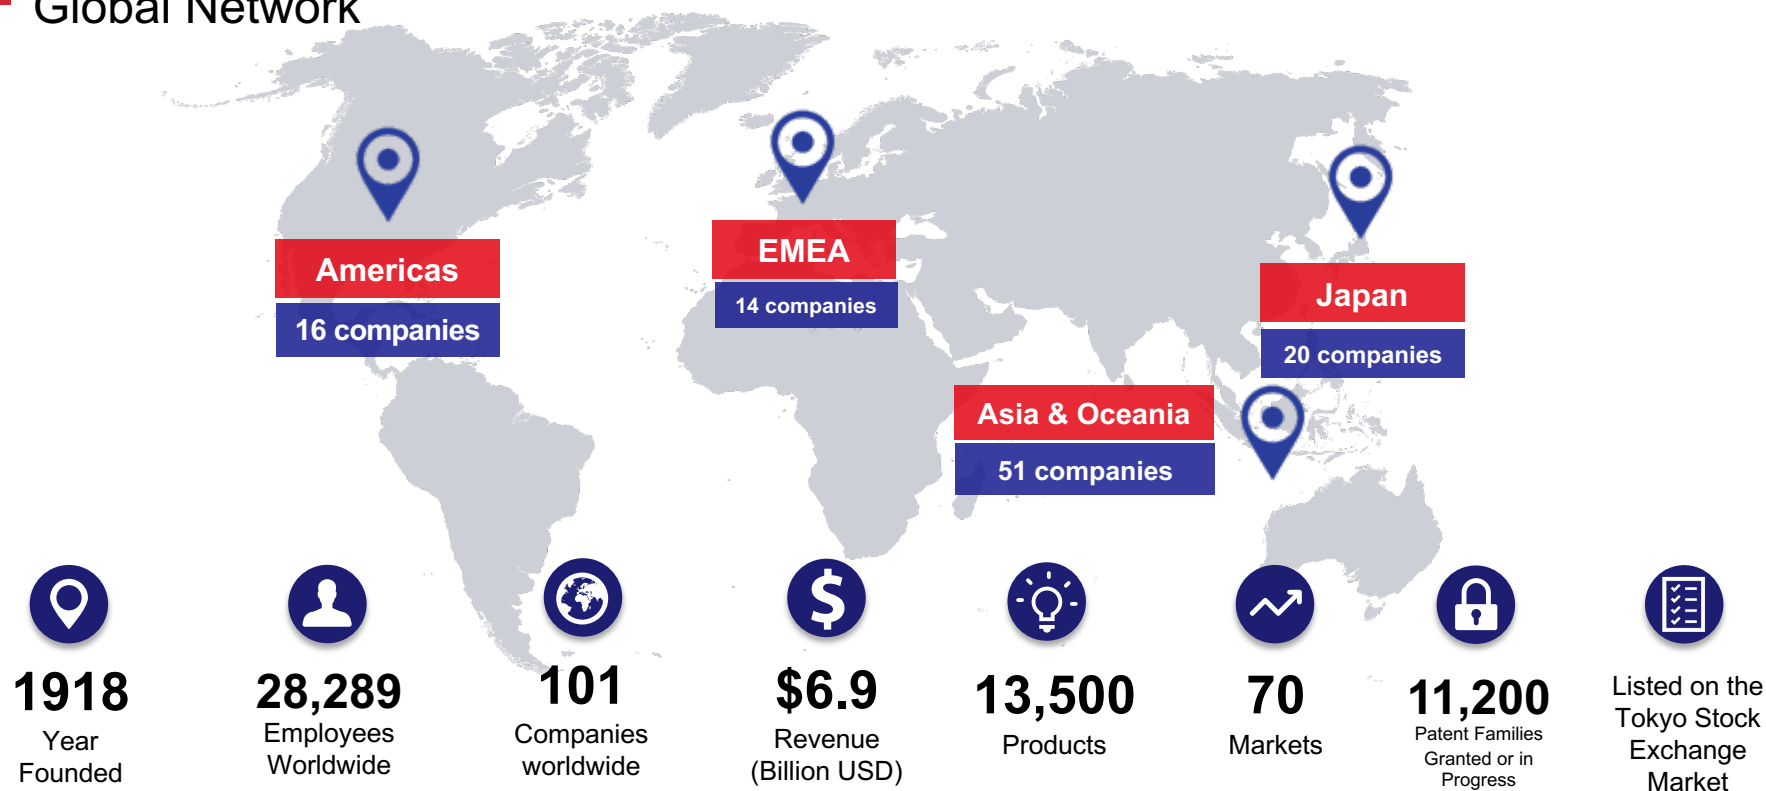 Global Network
Americas
16 companies
EMEA
14 companies
Japan
20 companies
Asia & Oceania
51 companies
1918
Year
Founded
28,289
Employees
Worldwide
101
Companies
worldwide
$6.9
Revenue
(Billion USD)
13,500
Products
70
Markets
11,200
Patent Families
Granted or in
Progress
Listed on the
Tokyo Stock
Exchange
Market